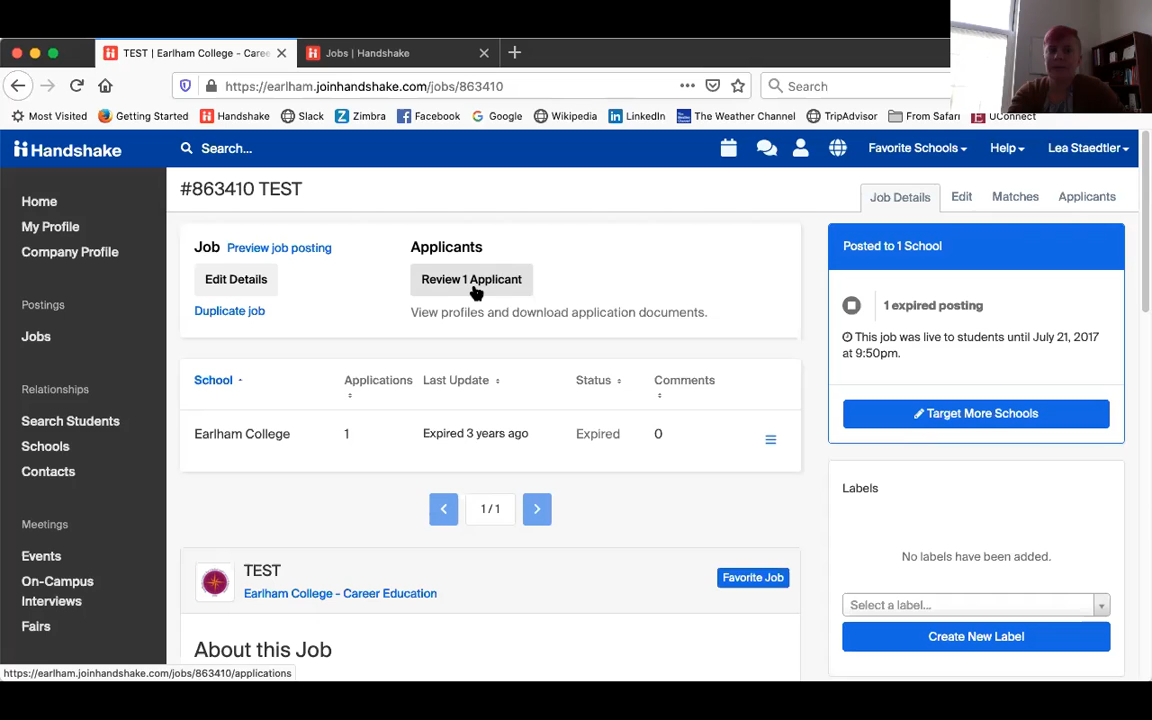 TEST | Earlham College - Caree
Jobs | Handshake
https://earlham.joinhandshake.com/jobs/863410
Search
Most Visited
Getting Started
Handshake
Slack
Zimbra
Facebook
Google
Wikipedia
LinkedIn
The Weather Channel
TripAdvisor
From Safari
UConnect
Handshake
Search...
Favorite Schools
Help
Lea Staedtler
Home
My Profile
Company Profile
Postings
Jobs
Relationships
Search Students
Schools
Contacts
Meetings
Events
On-Campus
Interviews
Fairs
#863410 TEST
Job Details
Edit
Matches
Applicants
Job Preview job posting
Edit Details
Duplicate job
Applicants
Review 1 Applicant
View profiles and download application documents.
School Applications Last Update Status Comments
Earlham College 1 Expired 3 years ago Expired 0
1 / 1
TEST
Earlham College - Career Education
Favorite Job
About this Job
Posted to 1 School
1 expired posting
This job was live to students until July 21, 2017
at 9:50pm.
Target More Schools
Labels
No labels have been added.
Select a label...
Create New Label
https://earlham.joinhandshake.com/jobs/863410/applications